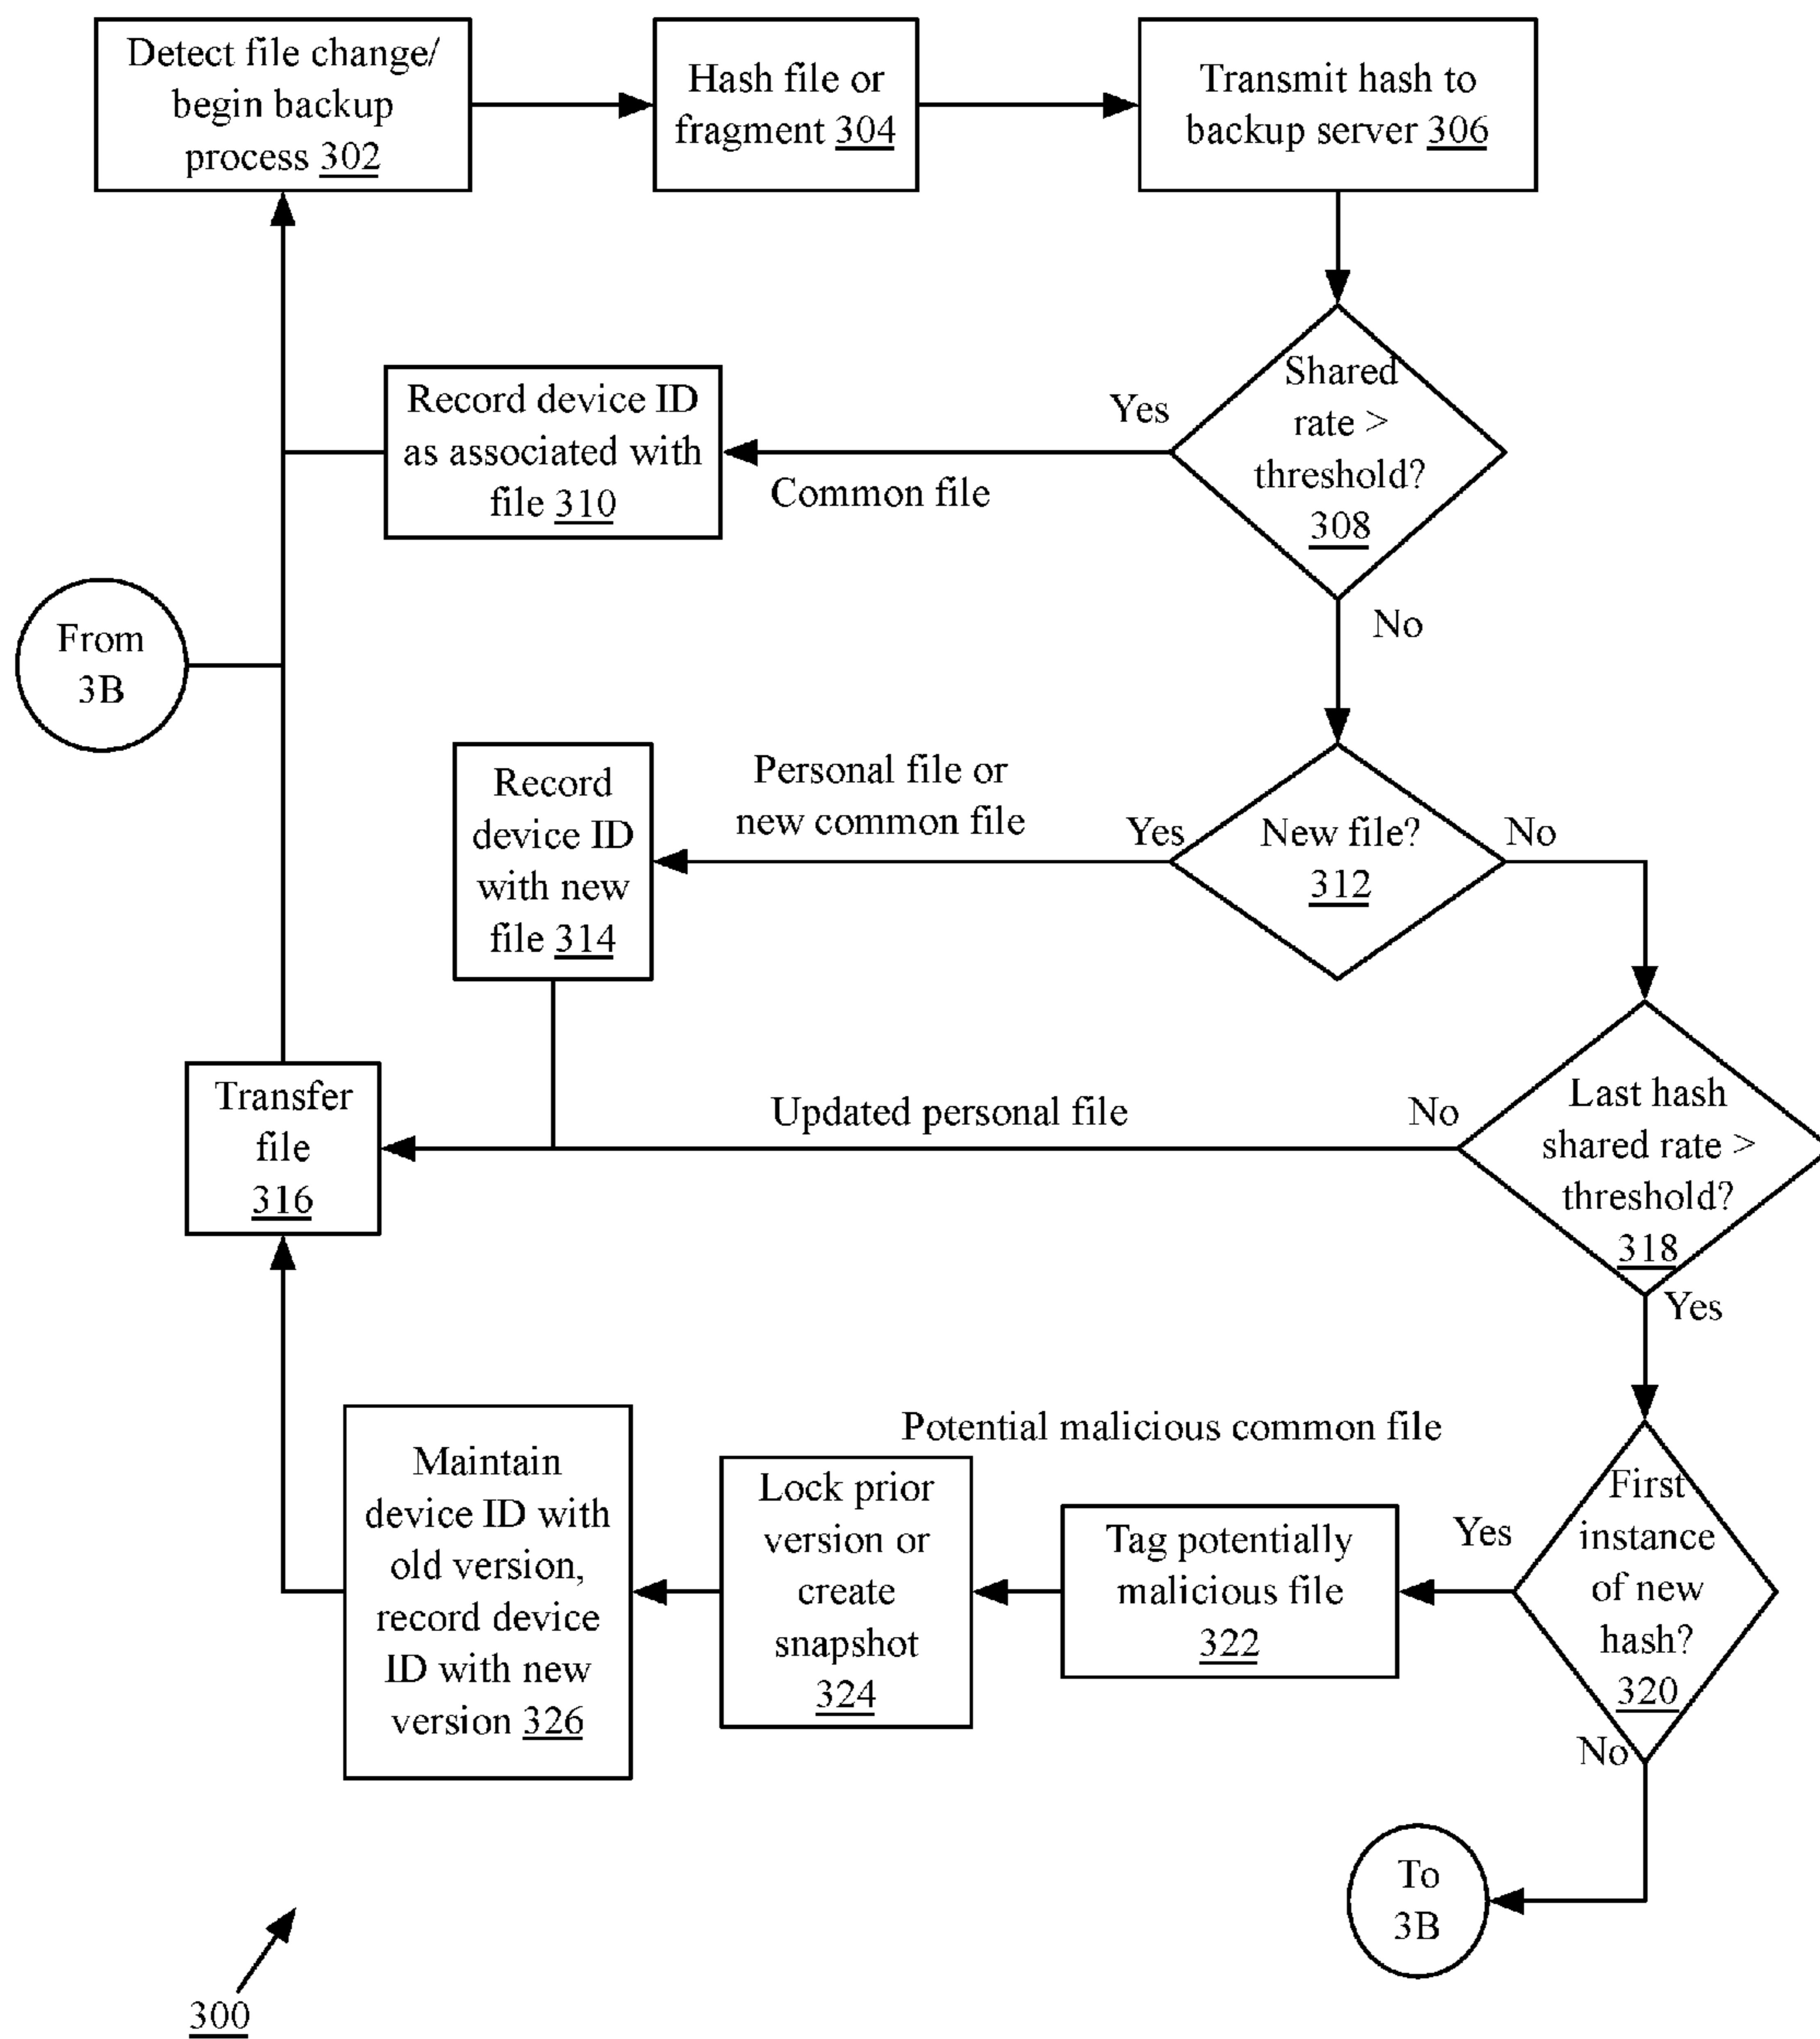 Detect file change/
begin backup
process 302
Hash file or
fragment 304
Transmit hash to
backup server 306
Shared
rate >
threshold?
308
Yes
Common file
No
Record device ID
as associated with
file 310
From
3B
New file?
312
Yes
No
Personal file or
new common file
Record
device ID
with new
file 314
Transfer
file
316
Updated personal file
No
Last hash
shared rate >
threshold?
318
Yes
First
instance
of new
hash?
320
Yes
No
Potential malicious common file
Tag potentially
malicious file
322
Lock prior
version or
create
snapshot
324
Maintain
device ID with
old version,
record device
ID with new
version 326
To
3B
300